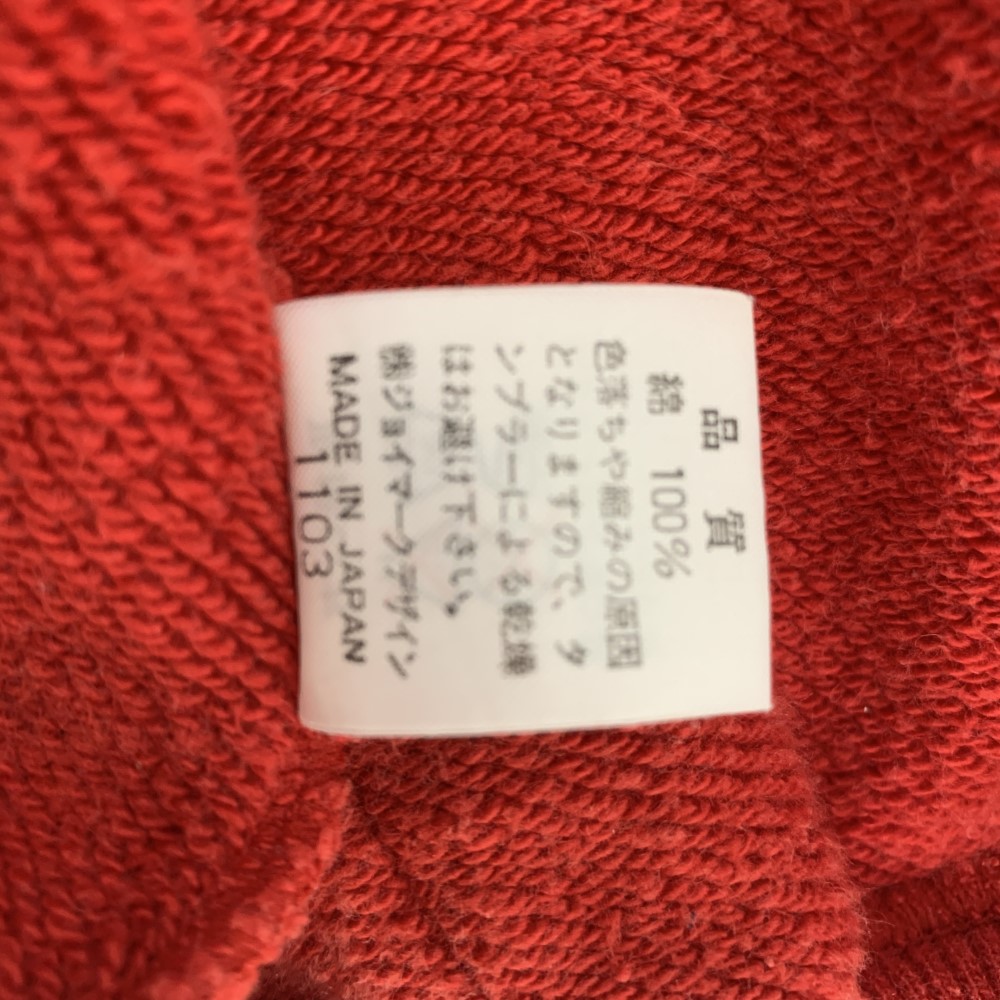 品 質
綿 100%
色落ちや縮みの原因
となりますので、タ
ンブラーによる乾燥
はお避け下さい。
㈱ジョイマークデザイン
MADE IN JAPAN
1103